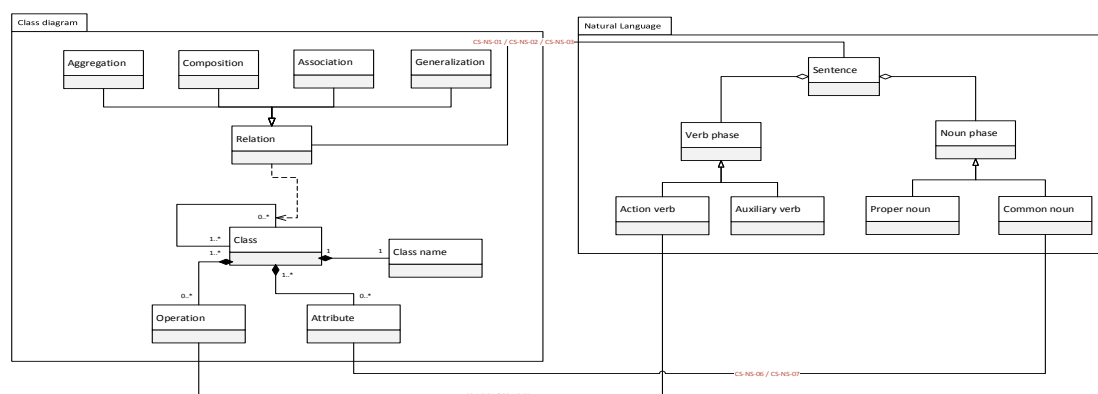 Class diagram
Natural Language
CS-NS-01 / CS-NS-02 / CS-NS-03
Aggregation
Composition
Association
Generalization
Sentence
Relation
Verb phase
Noun phase
Action verb
Auxiliary verb
Proper noun
Common noun
0..*
1..*
Class
1..*
1
1
Class name
1..*
0..*
0..*
Operation
Attribute
CS-NS-06 / CS-NS-07